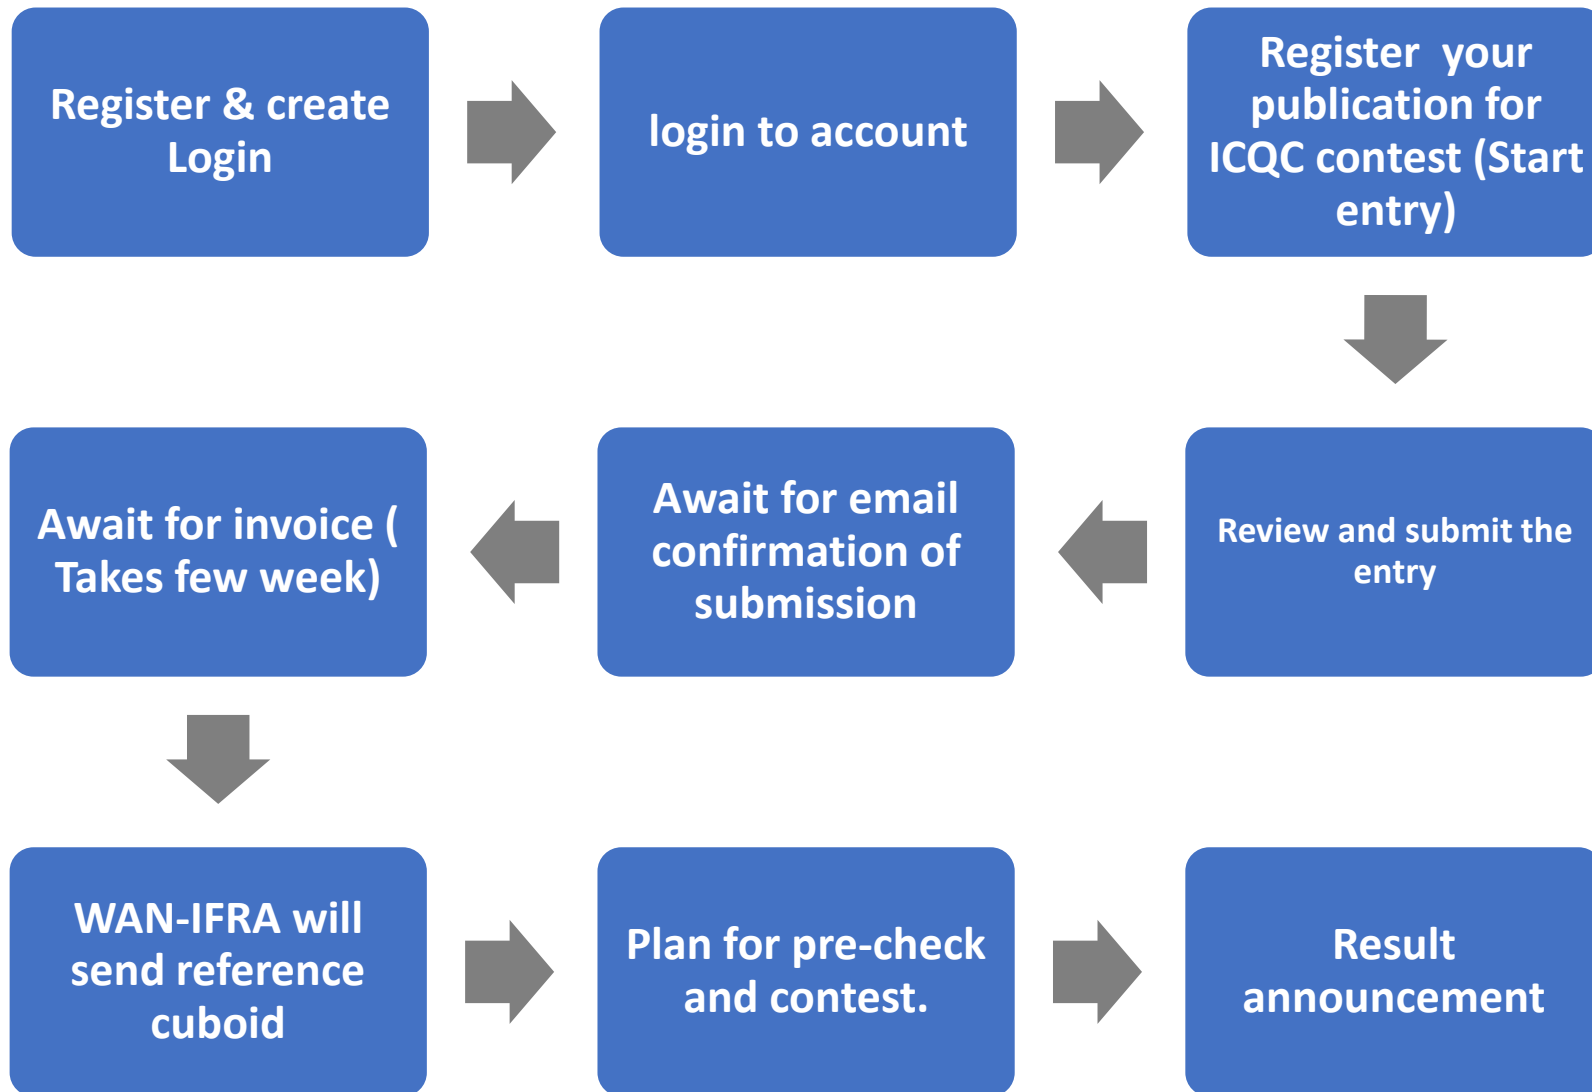 Register & create
Login
login to account
Register  your
publication for
ICQC contest (Start
entry)
Review and submit the
entry
Await for email
confirmation of
submission
Await for invoice (
Takes few week)
WAN-IFRA will
send reference
cuboid
Plan for pre-check
and contest.
Result
announcement